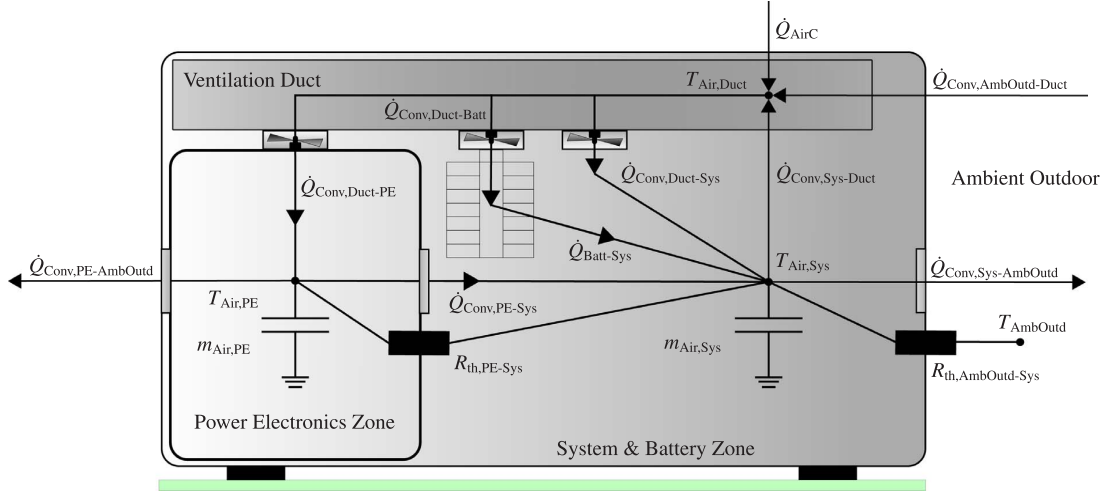 Q̇AirC
Ventilation Duct
TAir,Duct
Q̇Conv,AmbOutd-Duct
Q̇Conv,Duct-Batt
Q̇Conv,Duct-PE
Q̇Conv,Duct-Sys
Q̇Conv,Sys-Duct
Ambient Outdoor
Q̇Batt-Sys
Q̇Conv,PE-AmbOutd
TAir,Sys
Q̇Conv,Sys-AmbOutd
TAir,PE
Q̇Conv,PE-Sys
TAmbOutd
mAir,PE
mAir,Sys
Rth,PE-Sys
Rth,AmbOutd-Sys
Power Electronics Zone
System & Battery Zone